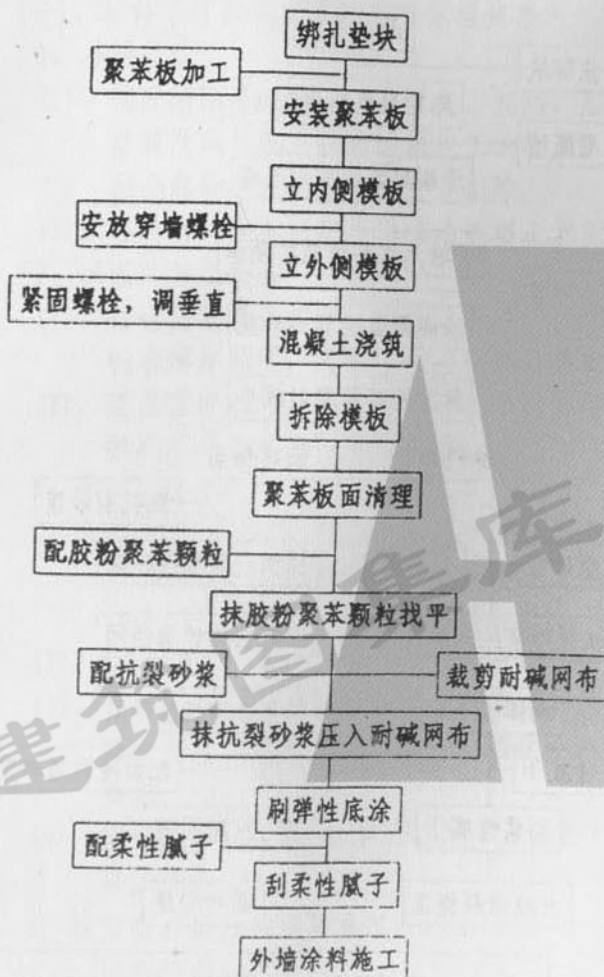 绑扎垫块
聚苯板加工
安装聚苯板
立内侧模板
安放穿墙螺栓
立外侧模板
紧固螺栓，调垂直
混凝土浇筑
拆除模板
聚苯板面清理
配胶粉聚苯颗粒
抹胶粉聚苯颗粒找平
配抗裂砂浆
裁剪耐碱网布
抹抗裂砂浆压入耐碱网布
刷弹性底涂
配柔性腻子
刮柔性腻子
外墙涂料施工
建筑图集库